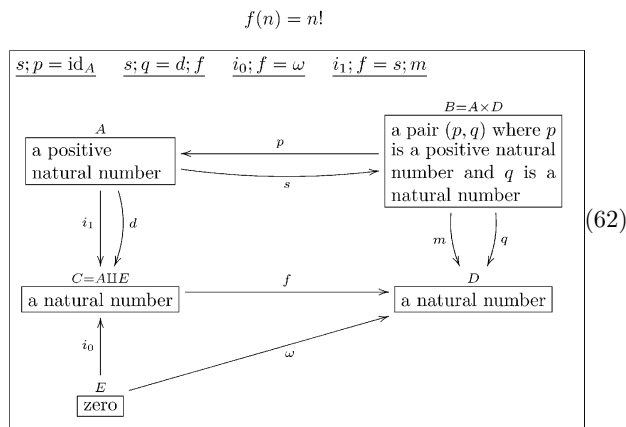 f(n) = n!
s; p = id_A s; q = d; f i_0; f = ω i_1; f = s; m
B=A×D
A
a pair (p, q) where p
is a positive natural
number and q is a
natural number
a positive
natural number
p
s
i_1
d
m
q
C=A⨿E
D
a natural number
f
a natural number
(62)
i_0
ω
E
zero